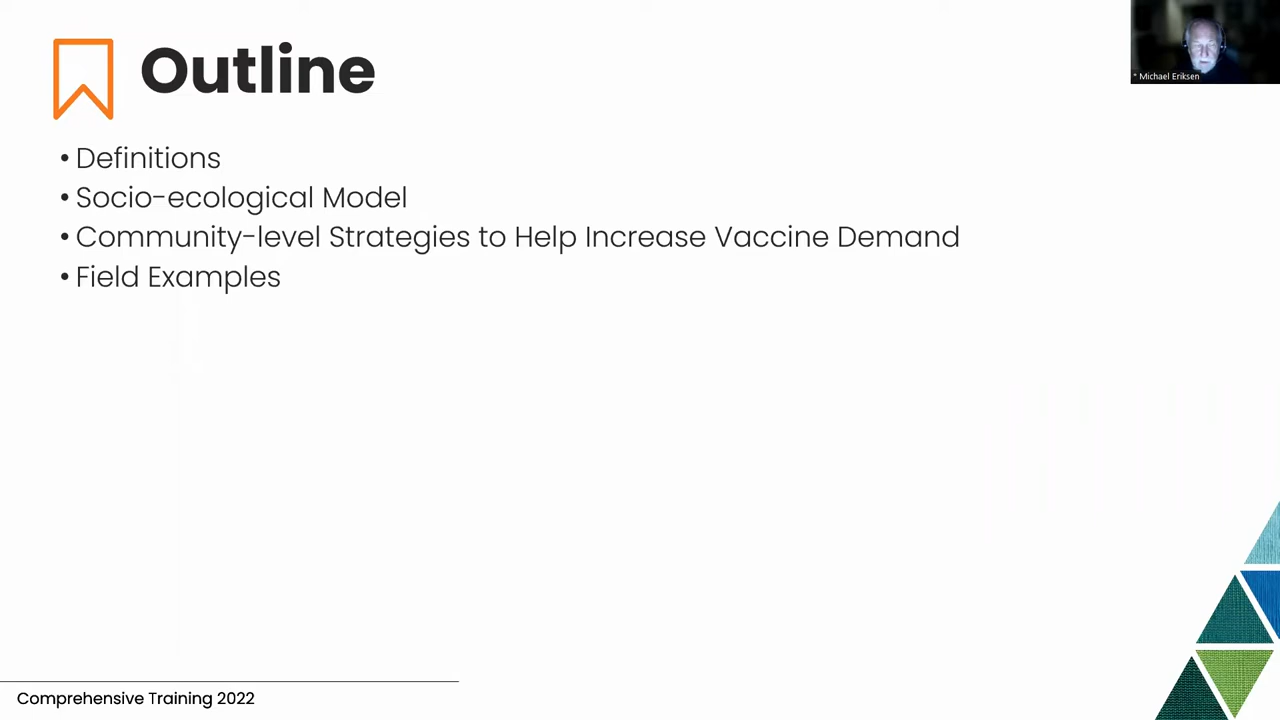 Outline
* Michael Eriksen
• Definitions
• Socio-ecological Model
• Community-level Strategies to Help Increase Vaccine Demand
• Field Examples
Comprehensive Training 2022